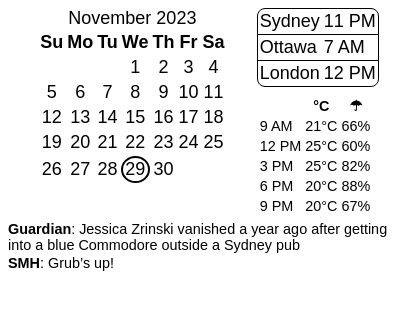 November 2023
Su Mo Tu We Th Fr Sa
1 2 3 4
5 6 7 8 9 10 11
12 13 14 15 16 17 18
19 20 21 22 23 24 25
26 27 28 29 30
Sydney 11 PM
Ottawa 7 AM
London 12 PM
°C ☂
9 AM 21°C 66%
12 PM 25°C 60%
3 PM 25°C 82%
6 PM 20°C 88%
9 PM 20°C 67%
Guardian: Jessica Zrinski vanished a year ago after getting
into a blue Commodore outside a Sydney pub
SMH: Grub's up!